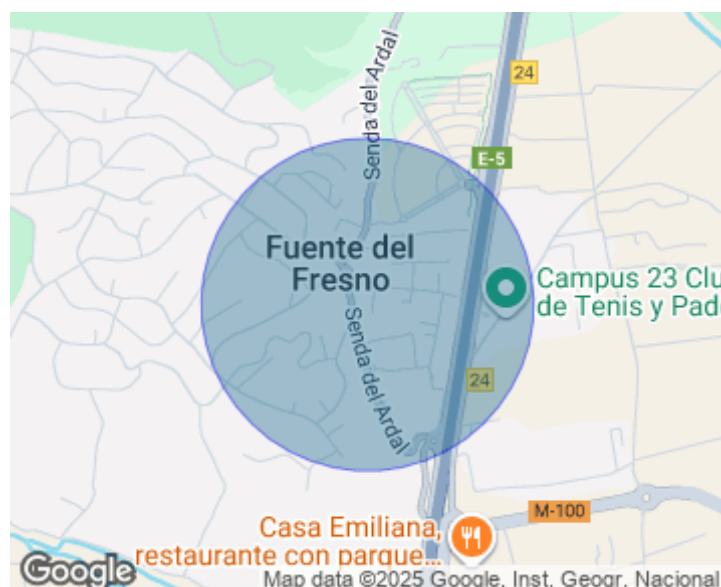 Senda del Ardal
24
E-5
Fuente del
Fresno
Campus 23 Clu
de Tenis y Pade
Senda del Ardal
24
M-100
Casa Emiliana,
restaurante con parque...
Google
Map data ©2025 Google, Inst. Geogr. Nacional